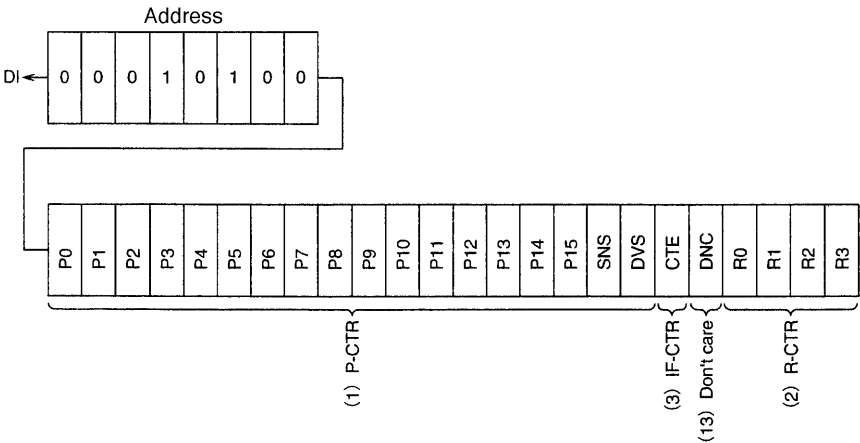 Address
DI 0 0 0 1 0 1 0 0
P0 P1 P2 P3 P4 P5 P6 P7 P8 P9 P10 P11 P12 P13 P14 P15 SNS DVS CTE DNC R0 R1 R2 R3
(1) P-CTR
(3) IF-CTR
(13) Don't care
(2) R-CTR